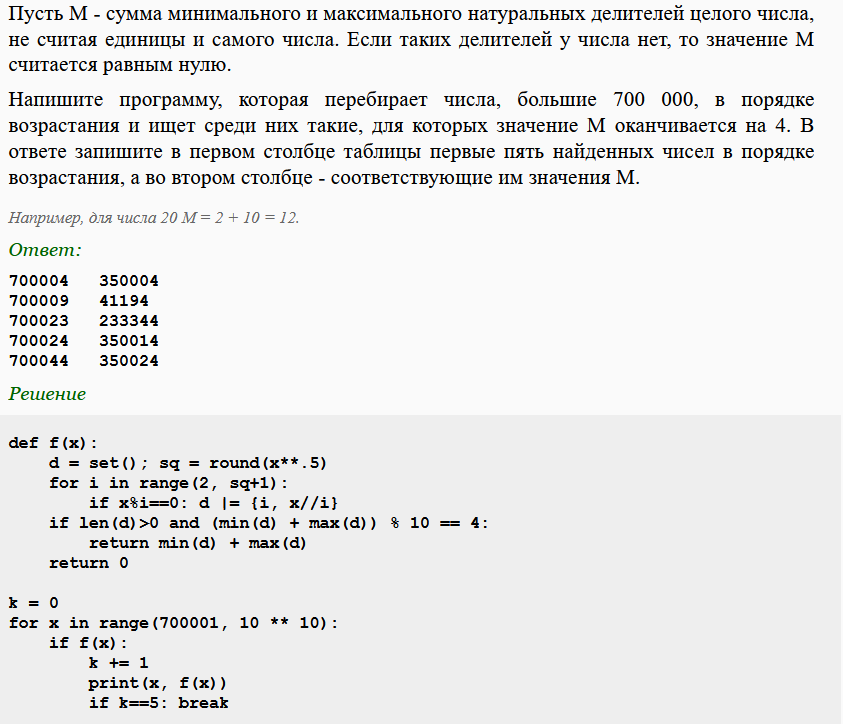 Пусть M - сумма минимального и максимального натуральных делителей целого числа,
не считая единицы и самого числа. Если таких делителей у числа нет, то значение M
считается равным нулю.
Напишите программу, которая перебирает числа, большие 700 000, в порядке
возрастания и ищет среди них такие, для которых значение M оканчивается на 4. В
ответе запишите в первом столбце таблицы первые пять найденных чисел в порядке
возрастания, а во втором столбце - соответствующие им значения M.
Например, для числа 20 M = 2 + 10 = 12.
Ответ:
700004 350004
700009 41194
700023 233344
700024 350014
700044 350024
Решение
def f(x):
    d = set(); sq = round(x**.5)
    for i in range(2, sq+1):
        if x%i==0: d |= {i, x//i}
    if len(d)>0 and (min(d) + max(d)) % 10 == 4:
        return min(d) + max(d)
    return 0
k = 0
for x in range(700001, 10 ** 10):
    if f(x):
        k += 1
        print(x, f(x))
        if k==5: break